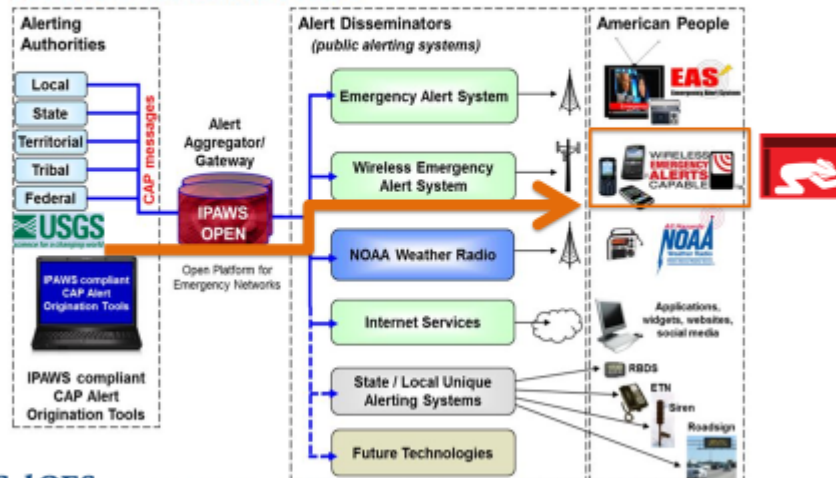 Alerting
Authorities
Local
State
Territorial
Tribal
Federal
USGS
science for a changing world
IPAWS compliant
CAP Alert
Origination Tools
IPAWS compliant
CAP Alert
Origination Tools
CAP messages
Alert
Aggregator/
Gateway
IPAWS
OPEN
Open Platform for
Emergency Networks
Alert Disseminators
(public alerting systems)
Emergency Alert System
Wireless Emergency
Alert System
NOAA Weather Radio
Internet Services
State / Local Unique
Alerting Systems
Future Technologies
American People
EAS
Emergency Alert System
WIRELESS
EMERGENCY
ALERTS
CAPABLE
All Hazards
NOAA
Weather Radio
Applications,
widgets, websites,
social media
RBDS
ETN
Siren
Roadsign